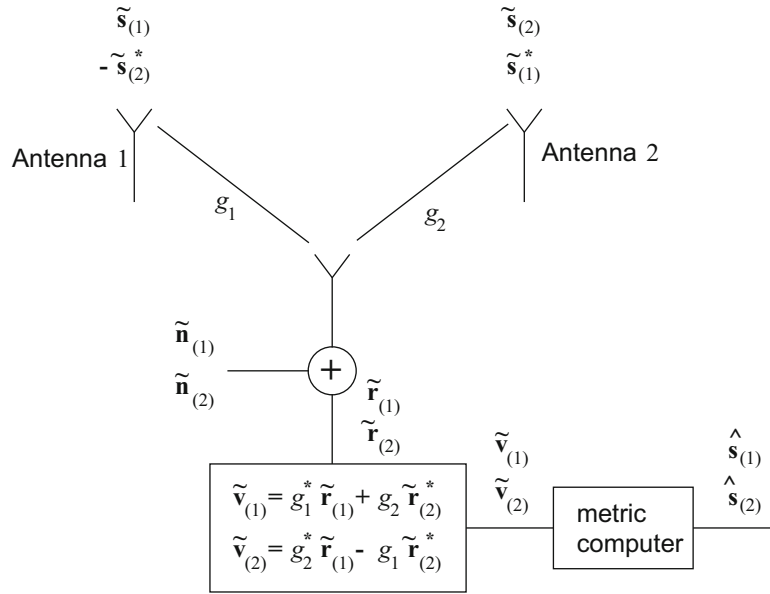 s̃₍₁₎
- s̃*₍₂₎
s̃₍₂₎
s̃*₍₁₎
Antenna 1
Antenna 2
g₁
g₂
ñ₍₁₎
ñ₍₂₎
+
r̃₍₁₎
r̃₍₂₎
ṽ₍₁₎ = g₁* r̃₍₁₎ + g₂ r̃*₍₂₎
ṽ₍₂₎ = g₂* r̃₍₁₎ - g₁ r̃*₍₂₎
ṽ₍₁₎
ṽ₍₂₎
metric
computer
ŝ₍₁₎
ŝ₍₂₎